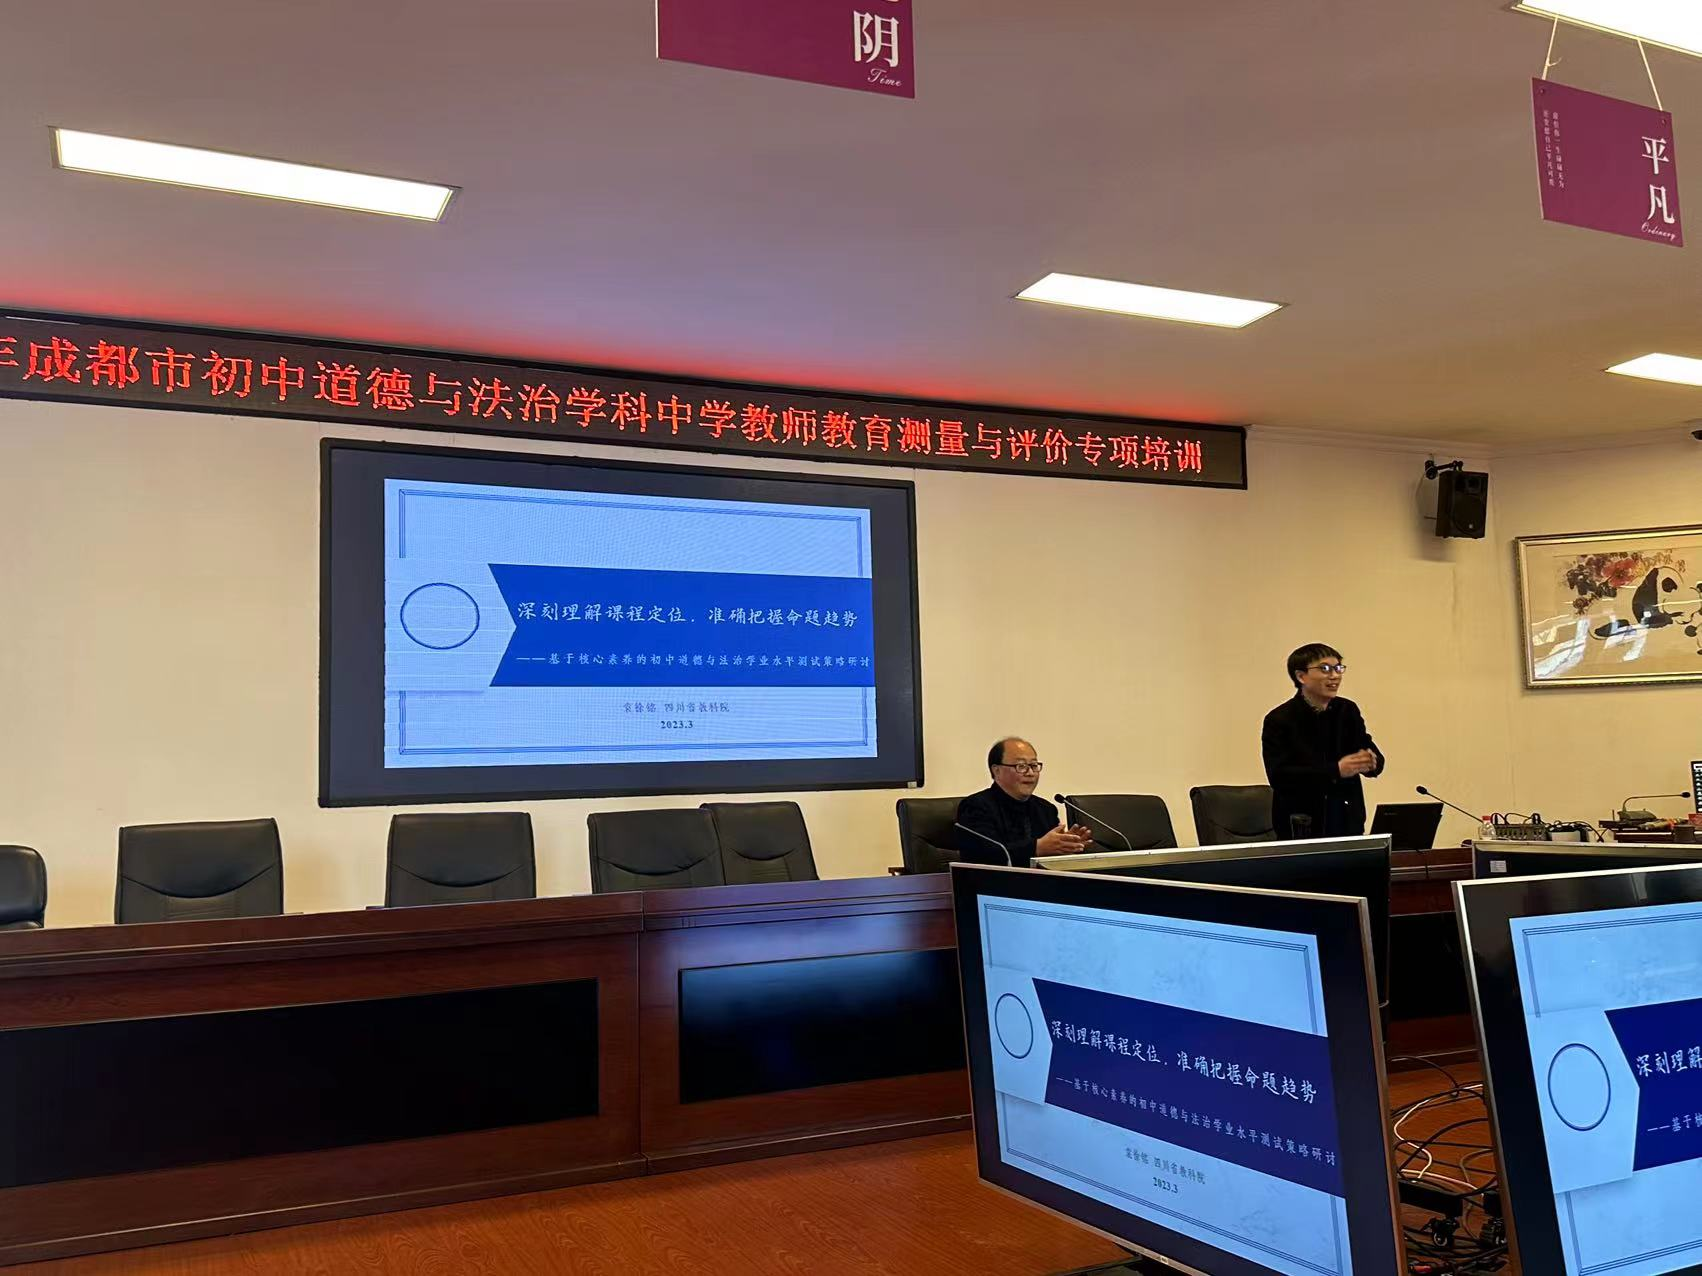 阴
Time
平凡
Ordinary
年成都市初中道德与法治学科中学教师教育测量与评价专项培训
深刻理解课程定位，准确把握命题趋势
——基于核心素养的初中道德与法治学业水平测试策略研讨
袁徐铭 四川省教科院
2023.3
深刻理解课程定位，准确把握命题趋势
——基于核心素养的初中道德与法治学业水平测试策略研讨
袁徐铭 四川省教科院
2023.3
深刻理解
——基于核